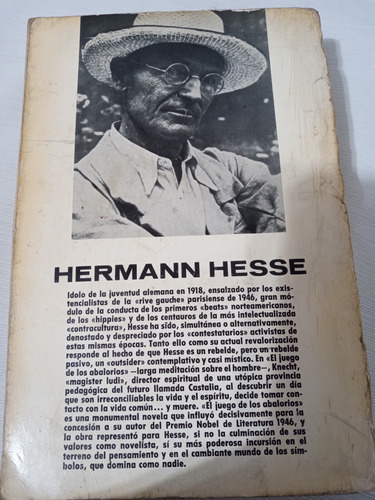 HERMANN HESSE
Idolo de la juventud alemana en 1918, ensalzado por los exis-
tencialistas de la «rive gauche» parisiense de 1946, gran mó-
dulo de la conducta de los primeros «beats» norteamericanos,
de los «hippies» y de los centauros de la más intelectualizada
«contracultura», Hesse ha sido, simultánea o alternativamente,
denostado y despreciado por los «contestatarios» activistas de
estas mismas épocas. Tanto ello como su actual revalorización
responden al hecho de que Hesse es un rebelde, pero un rebelde
pasivo, un «outsider» contemplativo y casi místico. En «El juego
de los abalorios» —larga meditación sobre el hombre—, Knecht,
«magister ludi», director espiritual de una utópica provincia
pedagógica del futuro llamada Castalia, al descubrir un día
que son irreconciliables la vida y el espíritu, decide tomar con-
tacto con la vida común... y muere. «El juego de los abalorios»
es una monumental novela que influyó decisivamente para la
concesión a su autor del Premio Nobel de Literatura 1946, y
la obra representó para Hesse, si no la culminación de sus
valores como novelista, sí su más poderosa incursión en el
terreno del pensamiento y en el cambiante mundo de los sím-
bolos, que domina como nadie.